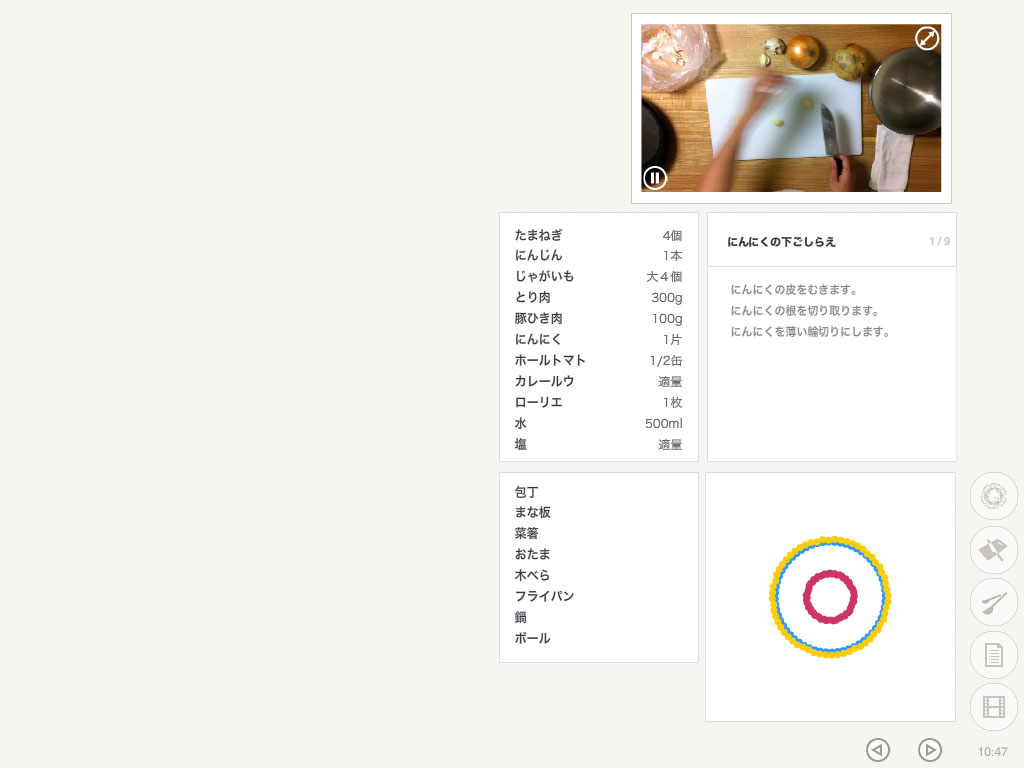 たまねぎ 4個
にんじん 1本
じゃがいも 大4個
とり肉 300g
豚ひき肉 100g
にんにく 1片
ホールトマト 1/2缶
カレールウ 適量
ローリエ 1枚
水 500ml
塩 適量
にんにくの下ごしらえ 1/9
にんにくの皮をむきます。
にんにくの根を切り取ります。
にんにくを薄い輪切りにします。
包丁
まな板
菜箸
おたま
木べら
フライパン
鍋
ボール
10:47